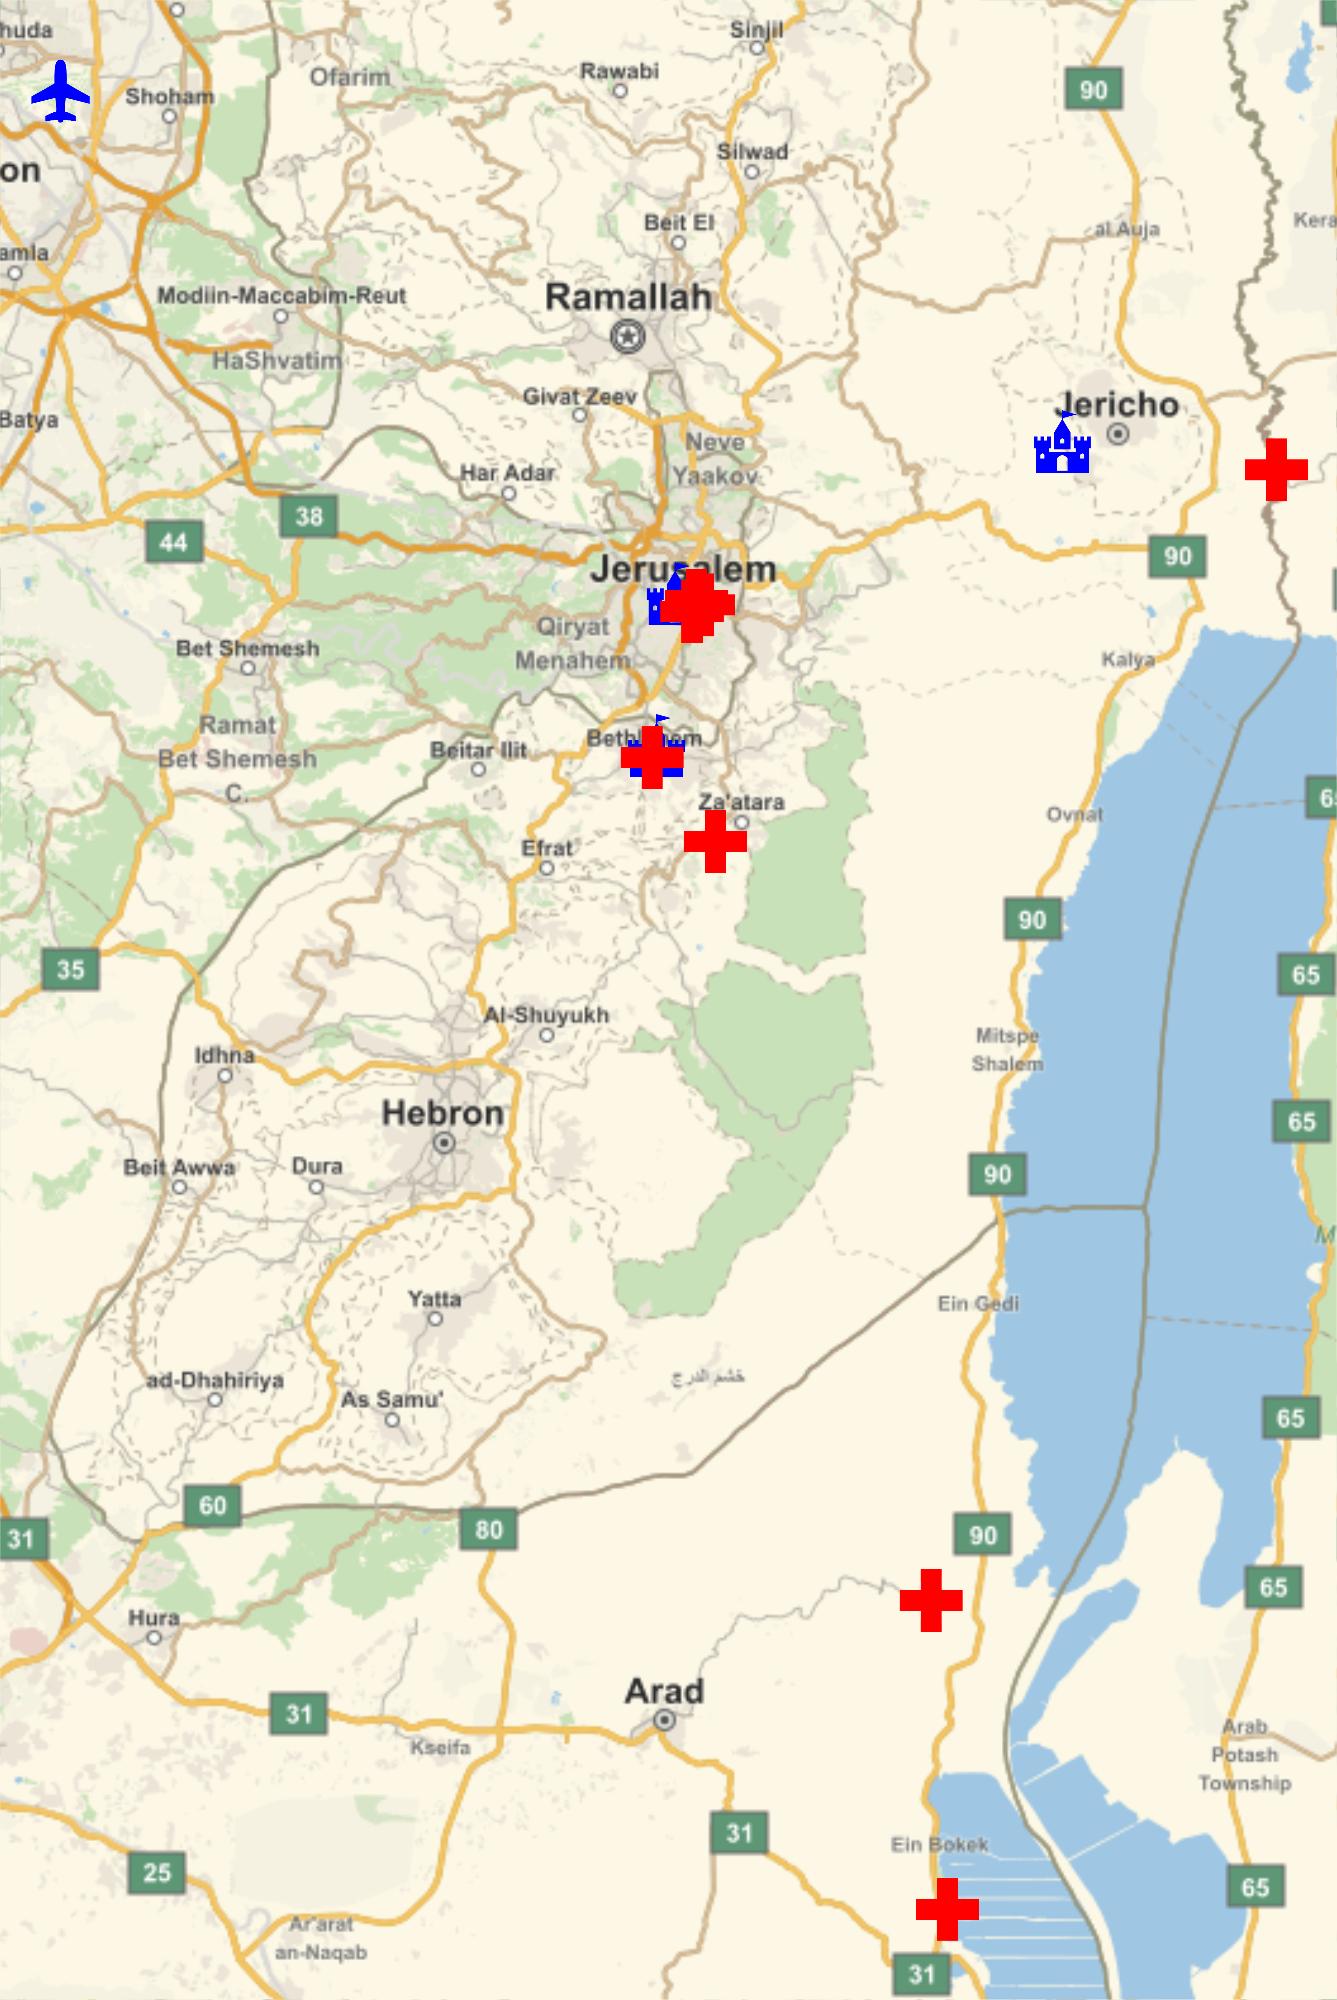 huda
Sinjil
Ofarim
Rawabi
90
Shoham
on
Silwad
Beit El
Kera
al Auja
amla
Modiin-Maccabim-Reut
Ramallah
HaShvatim
Givat Zeev
Jericho
Batya
Neve
Yaakov
Har Adar
38
44
90
Jerusalem
Qiryat
Menahem
Bet Shemesh
Kalya
Ramat
Bet Shemesh
C.
Beitar Ilit
Bethlehem
Za'atara
65
Ovnat
Efrat
90
35
65
Al-Shuyukh
Mitspe
Shalem
Idhna
Hebron
65
Beit Awwa
Dura
90
M
Yatta
Ein Gedi
ad-Dhahiriya
As Samu'
خشم الدرج
65
60
31
80
90
65
Hura
Arad
31
Kseifa
Arab
Potash
Township
31
Ein Bokek
25
65
Ar'arat
an-Naqab
31